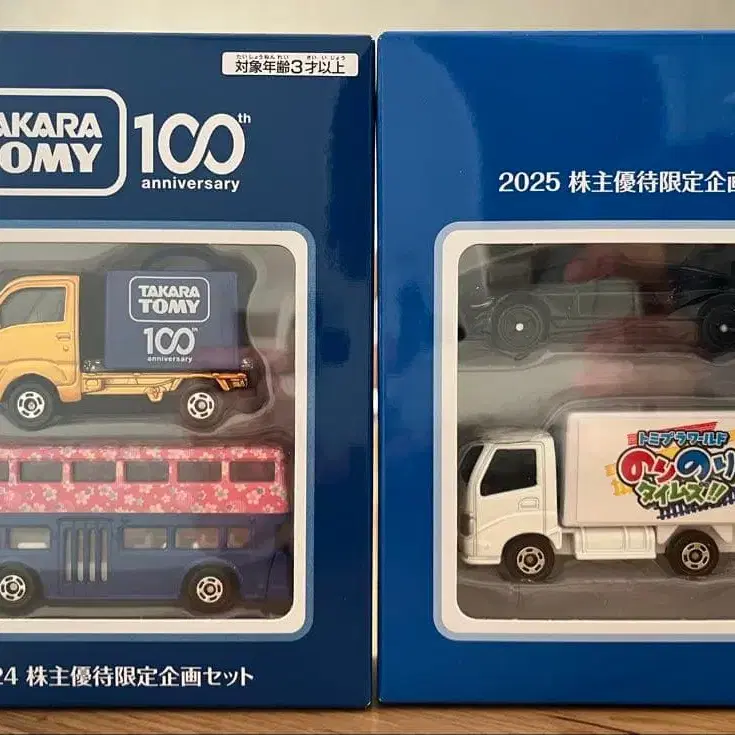 たいしょうねんれい さい い じょう
対象年齢3才以上
AKARA
TOMY
100th
anniversary
TAKARA
TOMY
100th
anniversary
24 株主優待限定企画セット
2025 株主優待限定企画
トミプラワールド
のりのり
タイムズ!!